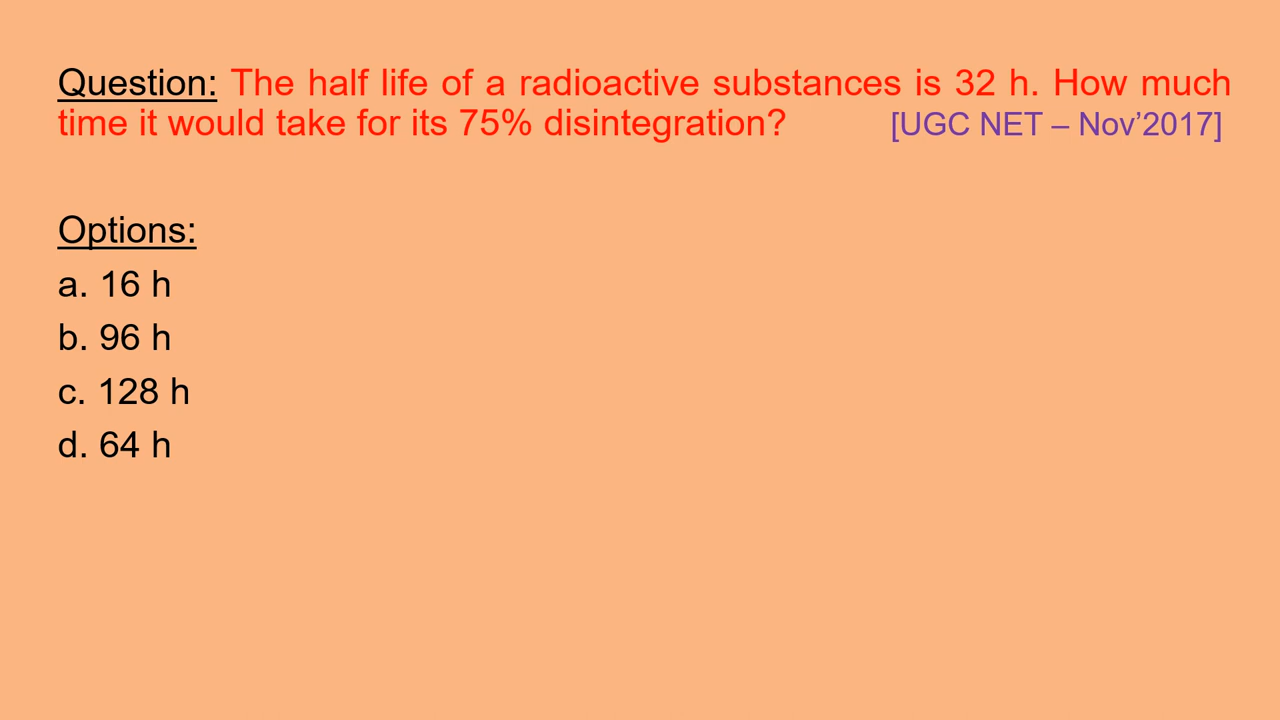 Question: The half life of a radioactive substances is 32 h. How much
time it would take for its 75% disintegration? [UGC NET – Nov’2017]
Options:
a. 16 h
b. 96 h
c. 128 h
d. 64 h